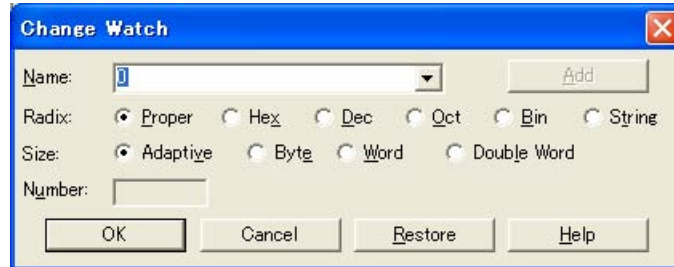 Change Watch
Name: Add
Radix: Proper Hex Dec Oct Bin String
Size: Adaptive Byte Word Double Word
Number:
OK Cancel Restore Help